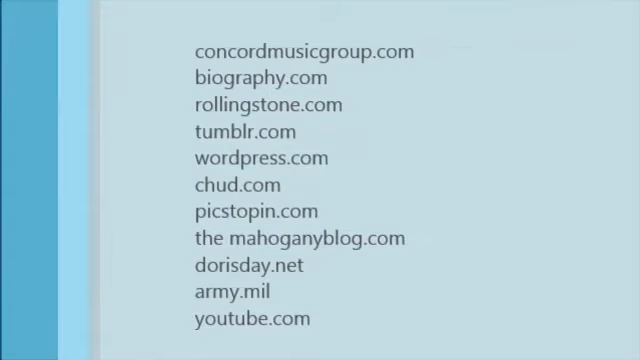 concordmusicgroup.com
biography.com
rollingstone.com
tumblr.com
wordpress.com
chud.com
picstopin.com
the mahoganyblog.com
dorisday.net
army.mil
youtube.com